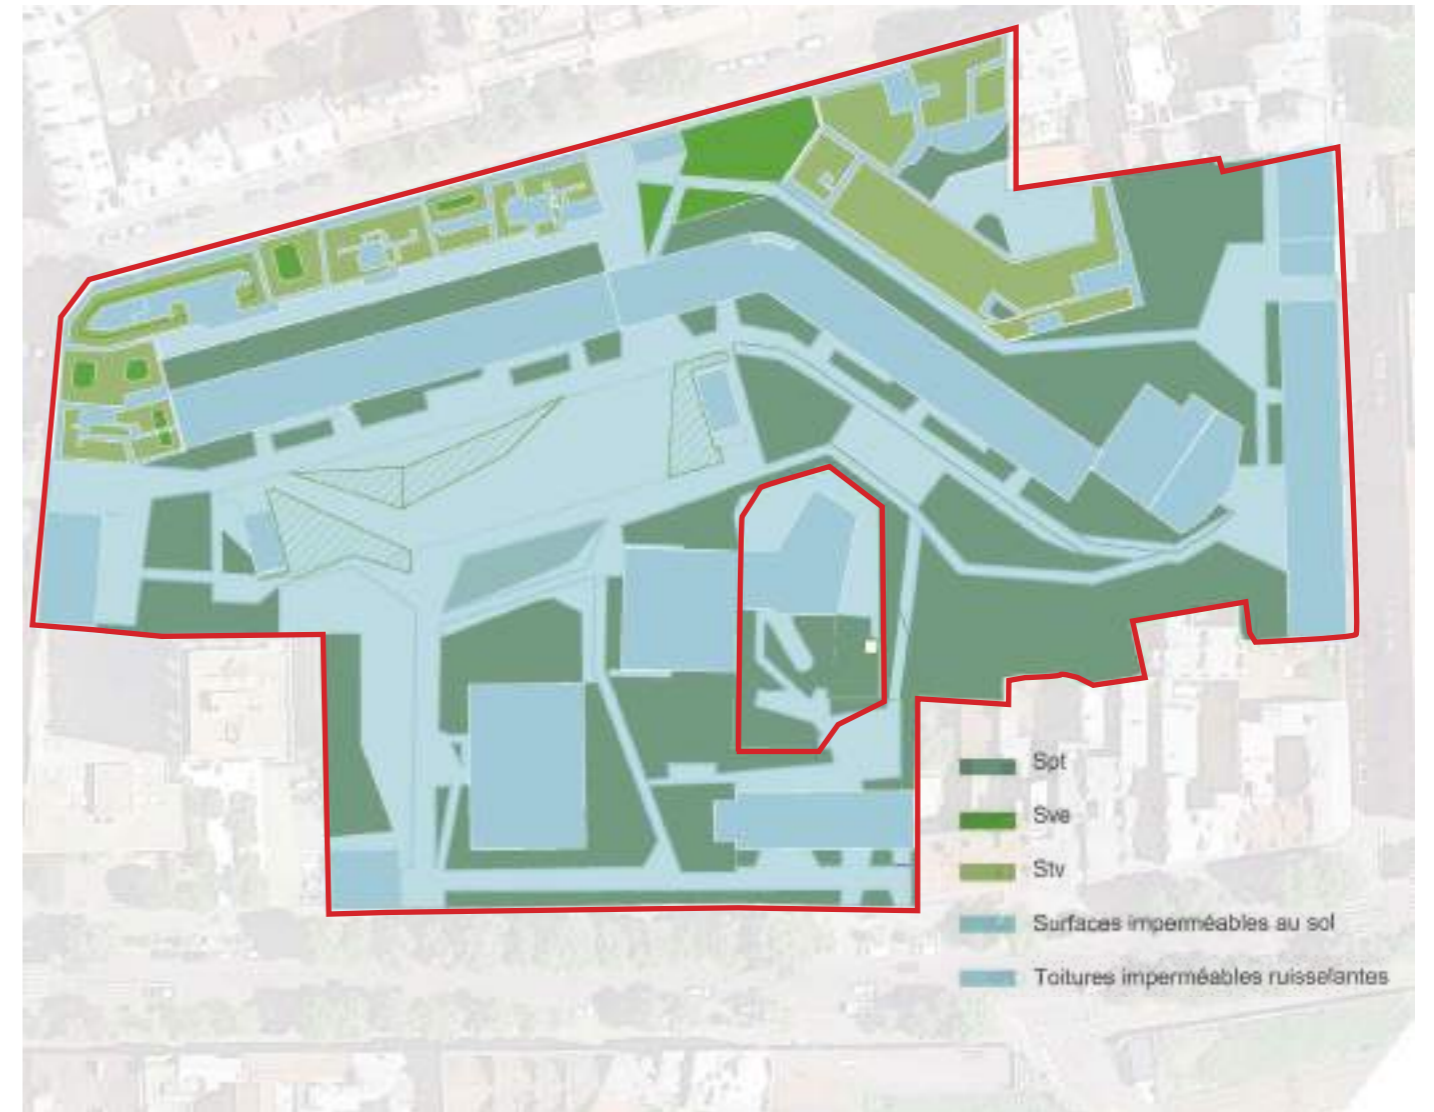 Spt
Sve
Stv
Surfaces imperméables au sol
Toitures imperméables ruisselantes